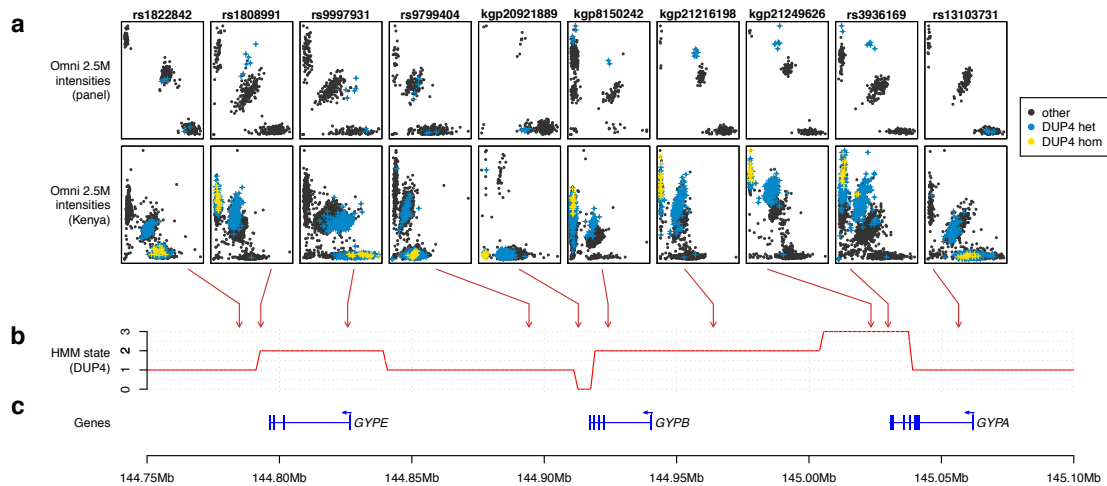 rs1822842 rs1808991 rs9997931 rs9799404 kgp20921889 kgp8150242 kgp21216198 kgp21249626 rs3936169 rs13103731
a
Omni 2.5M
intensities
(panel)
other
DUP4 het
DUP4 hom
Omni 2.5M
intensities
(Kenya)
b
HMM state
(DUP4)
3
2
1
0
c
Genes
GYPE GYPB GYPA
144.75Mb 144.80Mb 144.90Mb 144.95Mb 145.00Mb 145.05Mb 145.10Mb